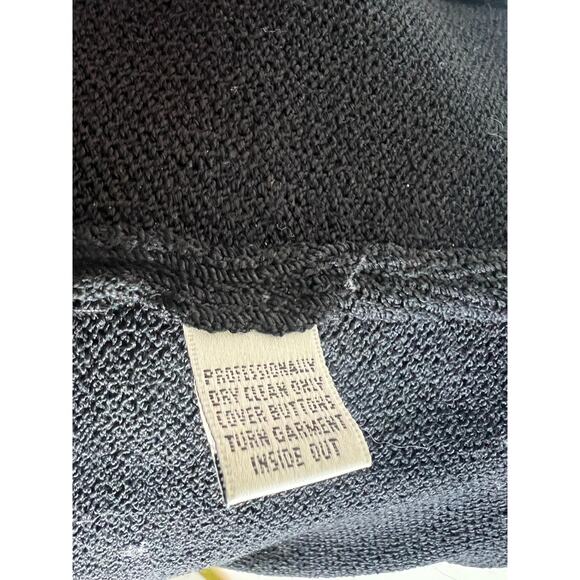 PROFESSIONALLY
DRY CLEAN ONLY
COVER BUTTONS
TURN GARMENT
INSIDE OUT